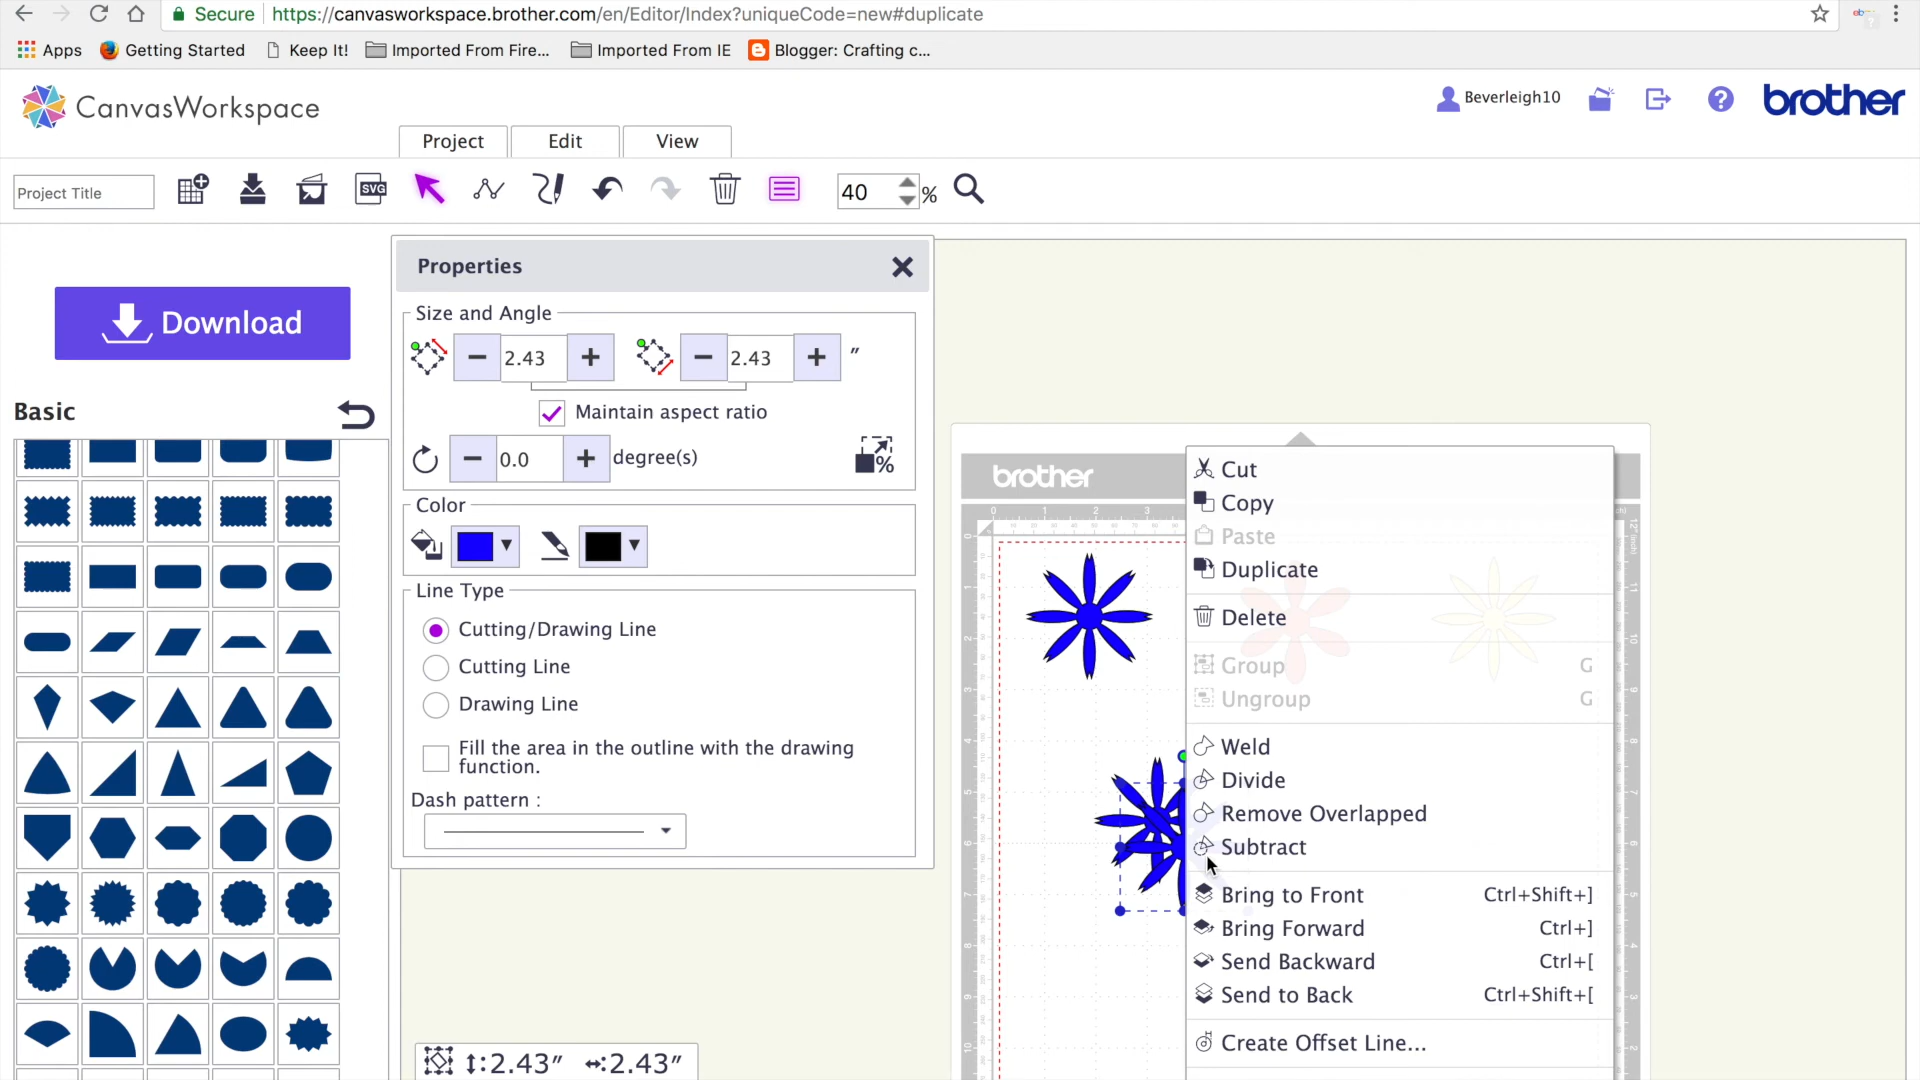 Secure https://canvasworkspace.brother.com/en/Editor/Index?uniqueCode=new#duplicate
Apps Getting Started Keep It! Imported From Fire... Imported From IE Blogger: Crafting c...
CanvasWorkspace
Beverleigh10
brother
Project Edit View
Project Title
SVG
40 %
Properties
Size and Angle
2.43 2.43 ″
Maintain aspect ratio
0.0 degree(s)
%
Color
Line Type
Cutting/Drawing Line
Cutting Line
Drawing Line
Fill the area in the outline with the drawing
function.
Dash pattern :
Download
Basic
2.43″ 2.43″
brother
0 1 2 3
Cut
Copy
Paste
Duplicate
Delete
Group G
Ungroup G
Weld
Divide
Remove Overlapped
Subtract
Bring to Front Ctrl+Shift+]
Bring Forward Ctrl+]
Send Backward Ctrl+[
Send to Back Ctrl+Shift+[
Create Offset Line...